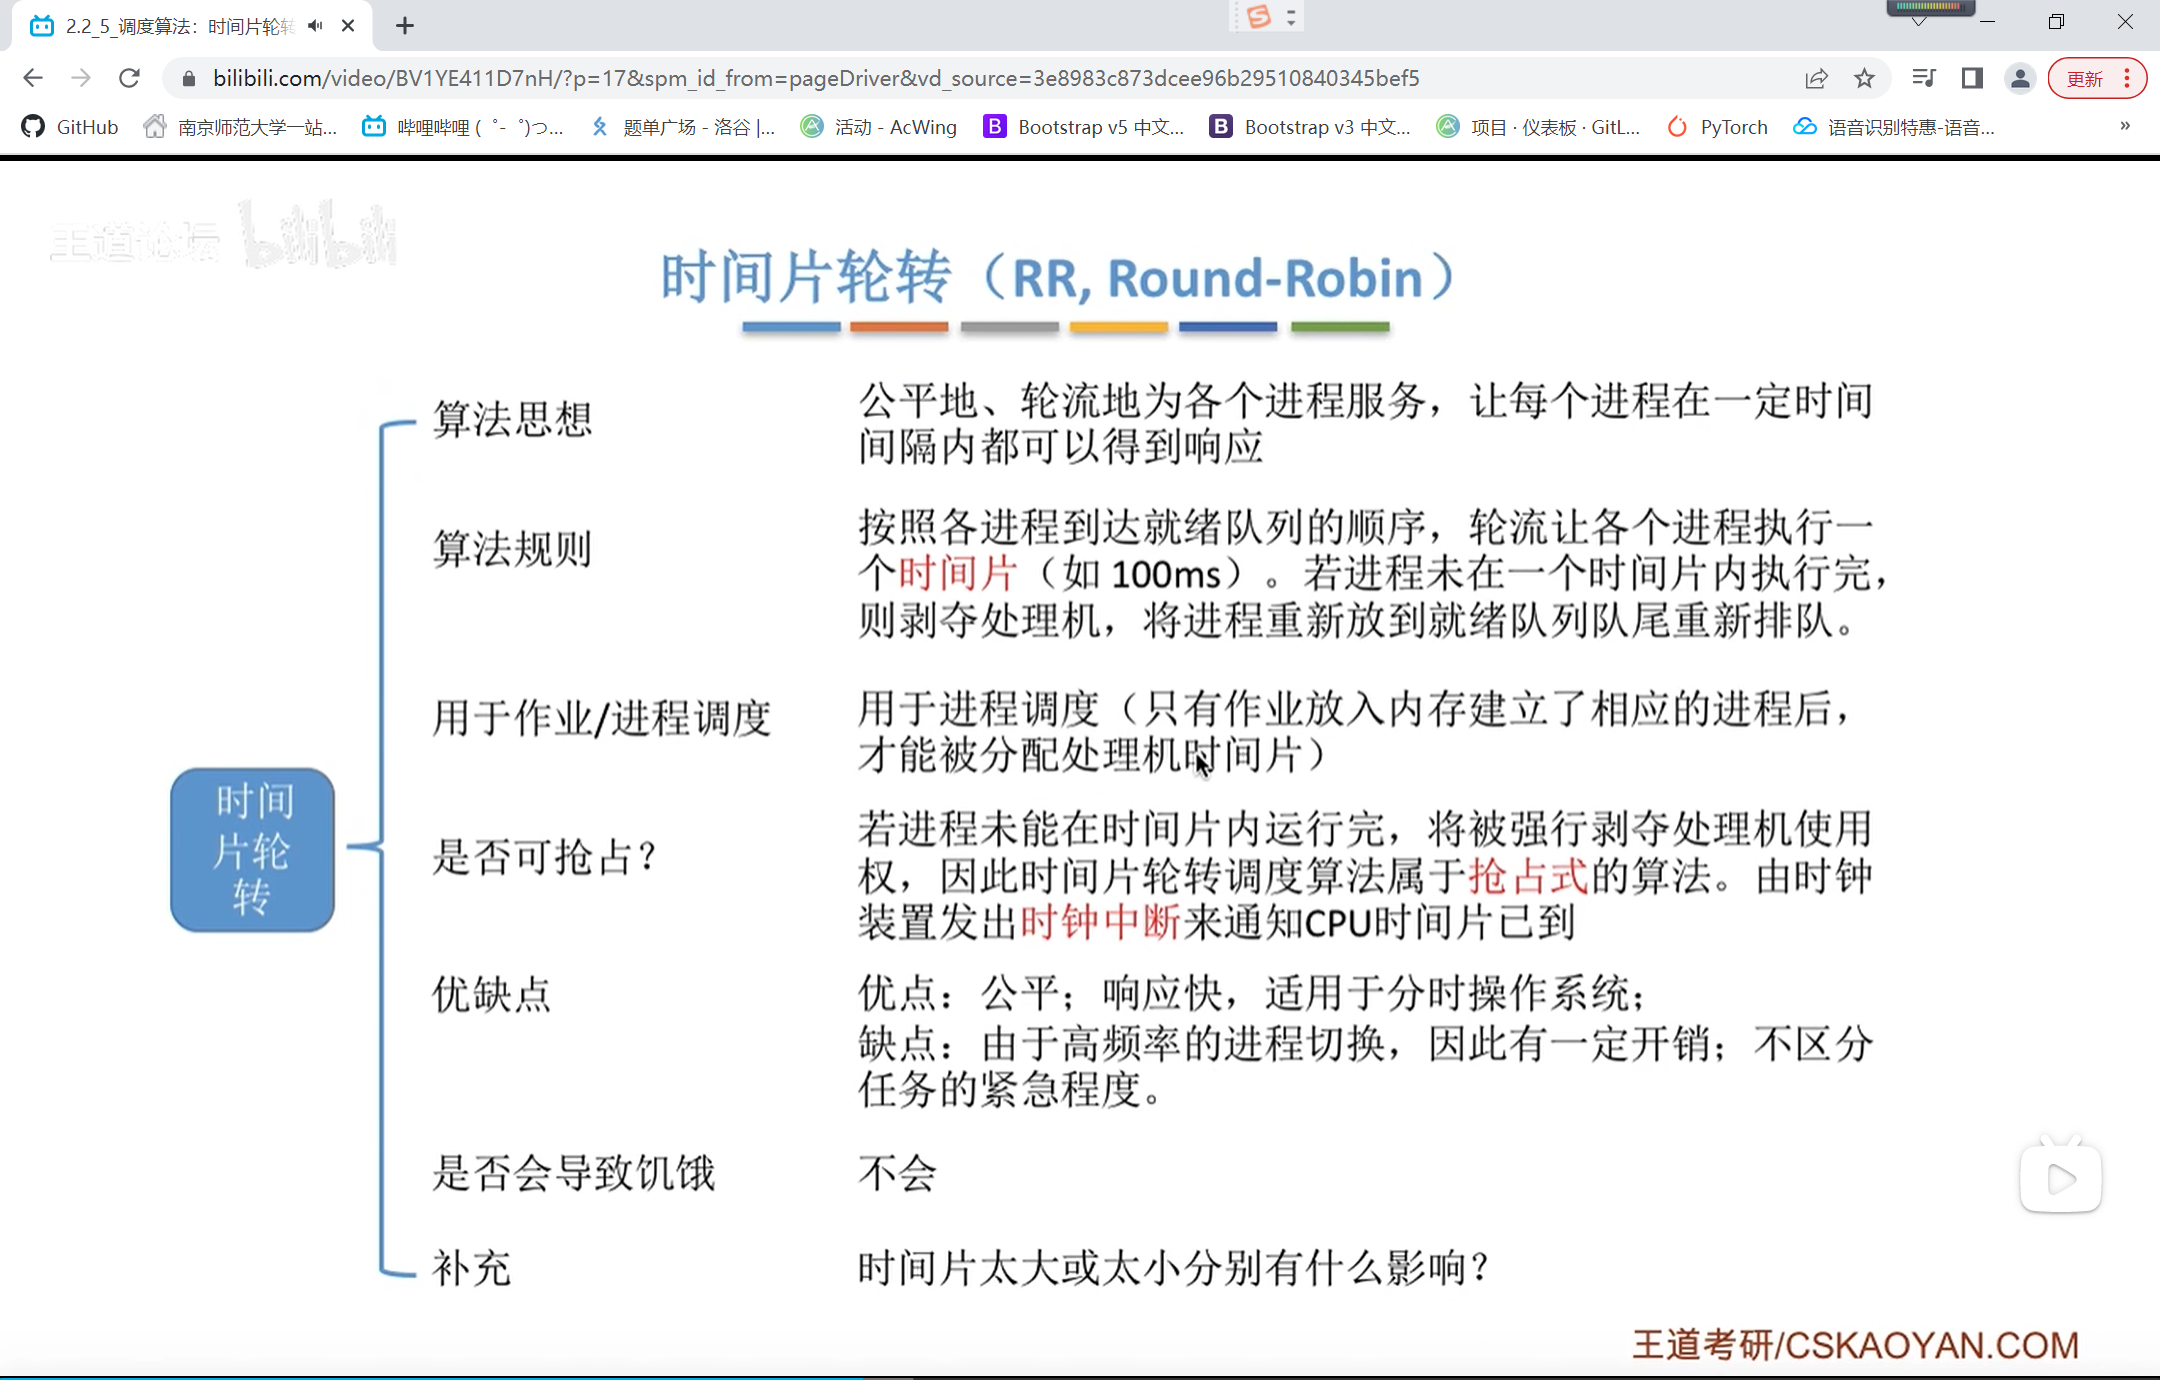 2.2_5_调度算法：时间片轮转
bilibili.com/video/BV1YE411D7nH/?p=17&spm_id_from=pageDriver&vd_source=3e8983c873dcee96b29510840345bef5
更新
GitHub
南京师范大学一站...
哔哩哔哩 ( ゜- ゜)つ...
题单广场 - 洛谷 |...
活动 - AcWing
Bootstrap v5 中文...
Bootstrap v3 中文...
项目 · 仪表板 · GitL...
PyTorch
语音识别特惠-语音...
»
王道论坛 bilibili
时间片轮转（RR, Round-Robin）
算法思想
公平地、轮流地为各个进程服务，让每个进程在一定时间
间隔内都可以得到响应
算法规则
按照各进程到达就绪队列的顺序，轮流让各个进程执行一
个时间片（如 100ms）。若进程未在一个时间片内执行完，
则剥夺处理机，将进程重新放到就绪队列队尾重新排队。
用于作业/进程调度
用于进程调度（只有作业放入内存建立了相应的进程后，
才能被分配处理机时间片）
时间
片轮
转
是否可抢占？
若进程未能在时间片内运行完，将被强行剥夺处理机使用
权，因此时间片轮转调度算法属于抢占式的算法。由时钟
装置发出时钟中断来通知CPU时间片已到
优缺点
优点：公平；响应快，适用于分时操作系统；
缺点：由于高频率的进程切换，因此有一定开销；不区分
任务的紧急程度。
是否会导致饥饿
不会
补充
时间片太大或太小分别有什么影响？
王道考研/CSKAOYAN.COM